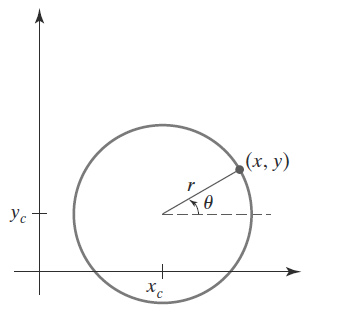 (x, y)
r
θ
y_c
x_c